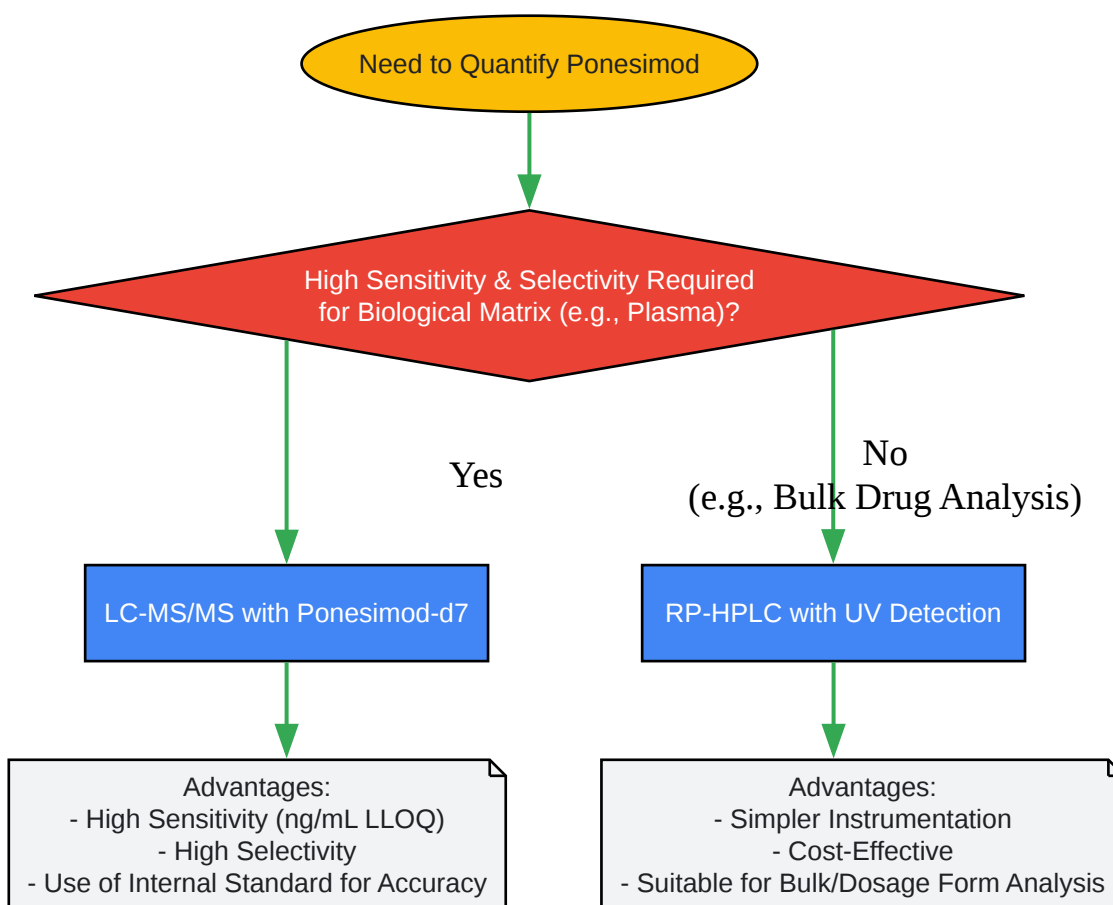 Need to Quantify Ponesimod
High Sensitivity & Selectivity Required
for Biological Matrix (e.g., Plasma)?
Yes
No
(e.g., Bulk Drug Analysis)
LC-MS/MS with Ponesimod-d7
RP-HPLC with UV Detection
Advantages:
- High Sensitivity (ng/mL LLOQ)
- High Selectivity
- Use of Internal Standard for Accuracy
Advantages:
- Simpler Instrumentation
- Cost-Effective
- Suitable for Bulk/Dosage Form Analysis